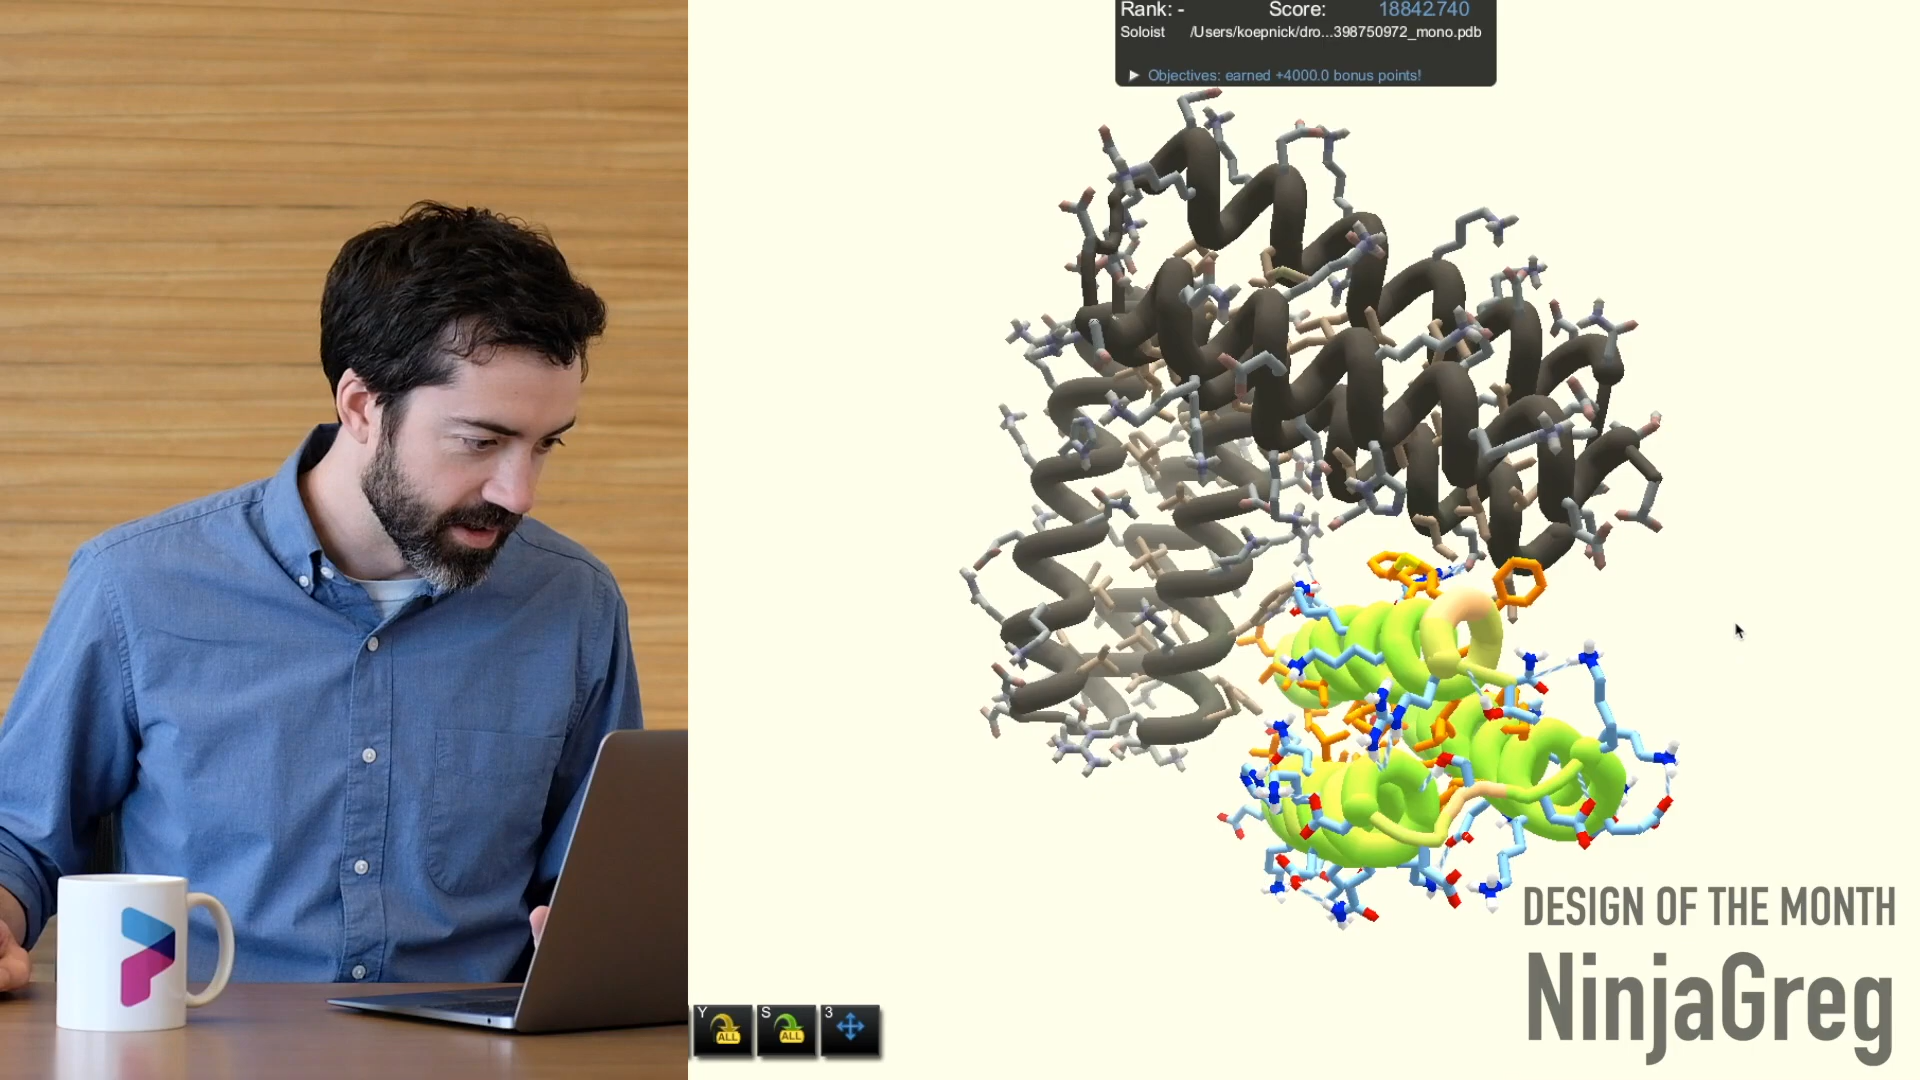 Rank: - Score: 18842.740
Soloist /Users/koepnick/dro...398750972_mono.pdb
▶ Objectives: earned +4000.0 bonus points!
DESIGN OF THE MONTH
NinjaGreg
Y ALL S ALL 3